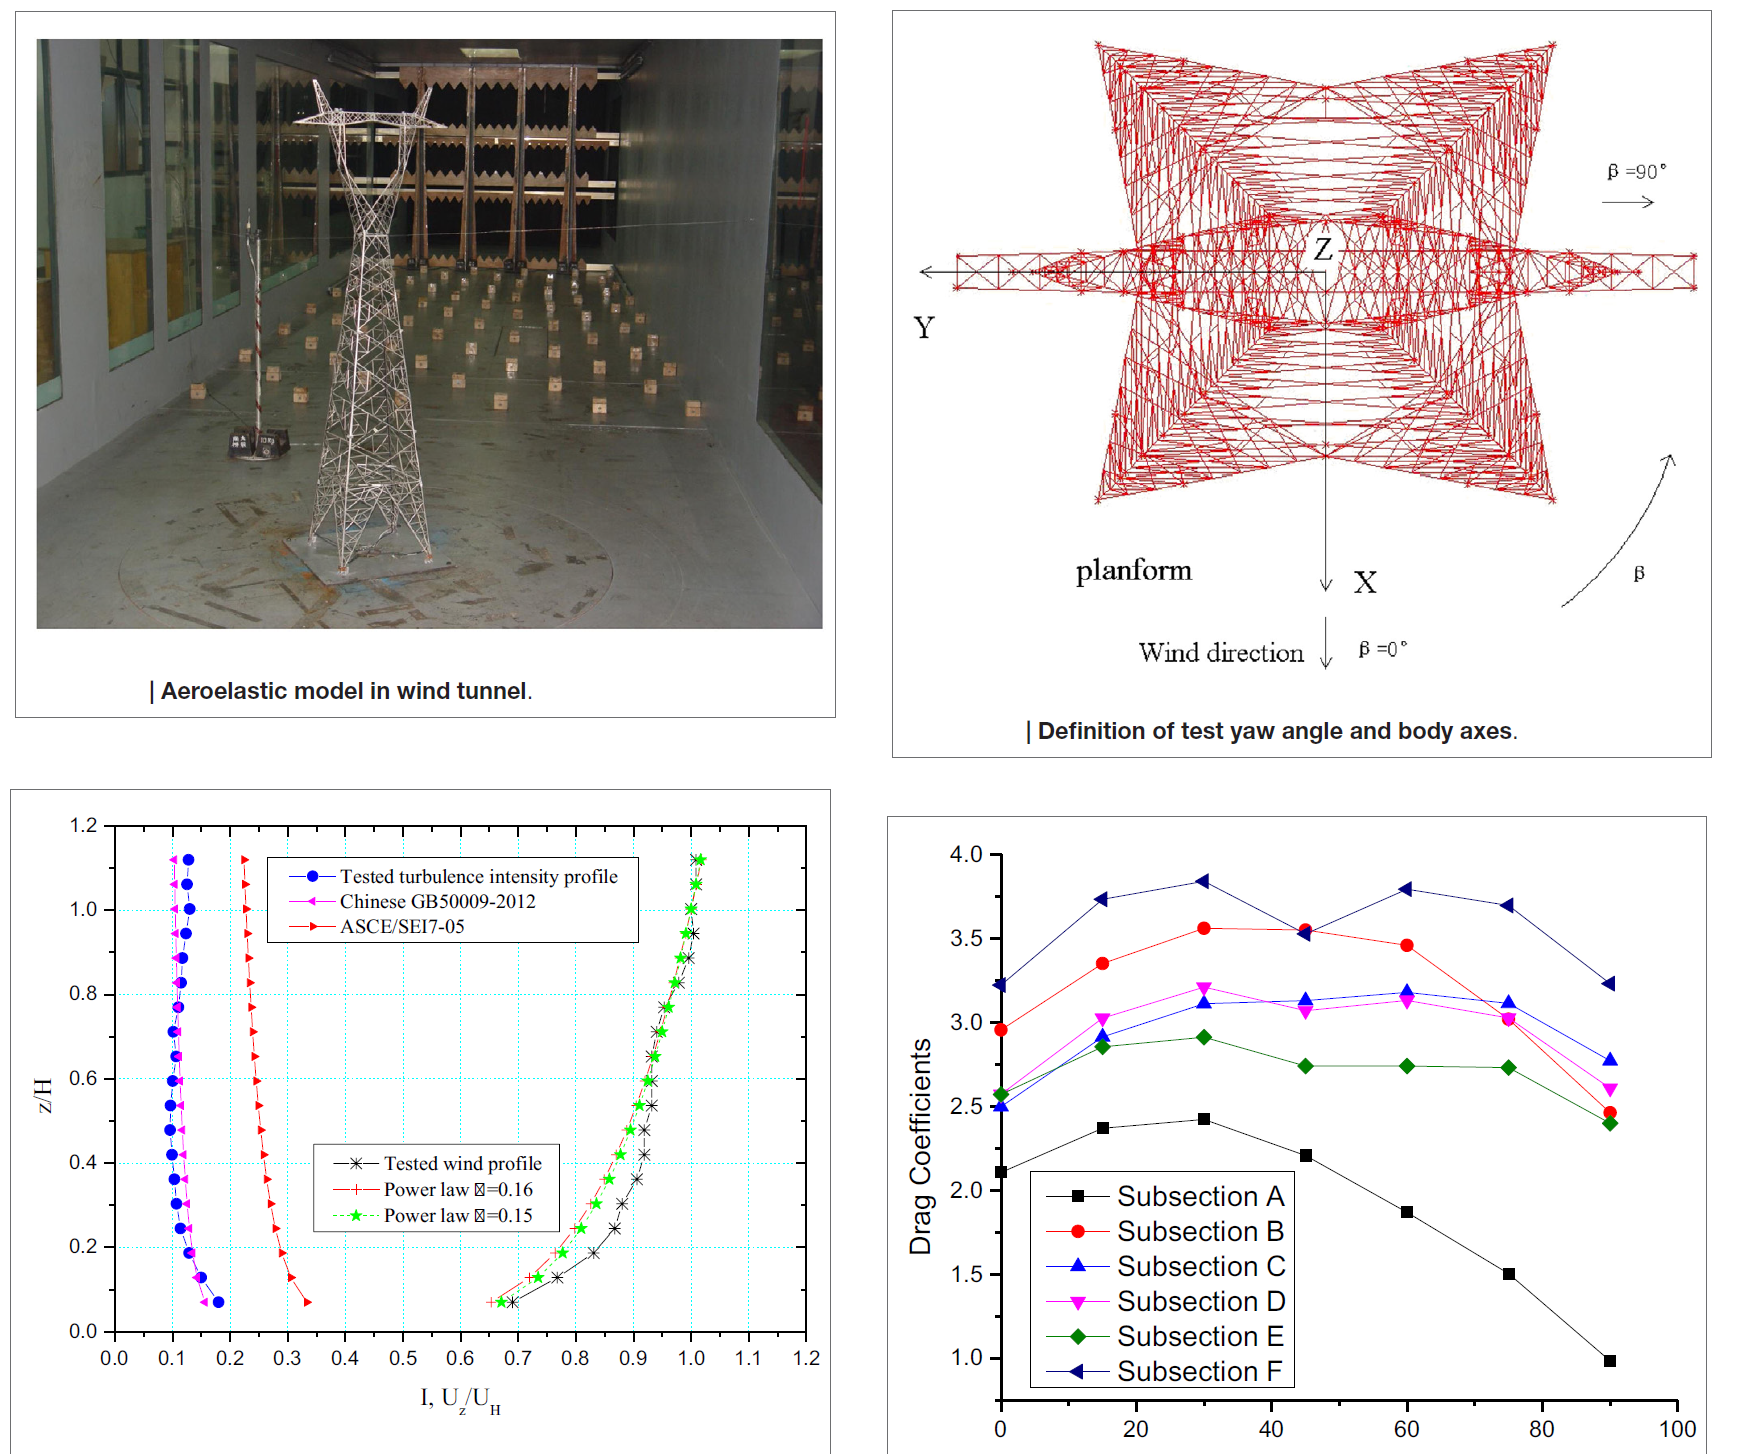 | Aeroelastic model in wind tunnel.
Z
Y
X
β =90°
β
planform
Wind direction
β =0°
| Definition of test yaw angle and body axes.
1.2
1.0
0.8
0.6
0.4
0.2
0.0
z/H
Tested turbulence intensity profile
Chinese GB50009-2012
ASCE/SEI7-05
Tested wind profile
Power law □=0.16
Power law □=0.15
0.0 0.1 0.2 0.3 0.4 0.5 0.6 0.7 0.8 0.9 1.0 1.1 1.2
I, Uz/UH
4.0
3.5
3.0
2.5
2.0
1.5
1.0
Drag Coefficients
Subsection A
Subsection B
Subsection C
Subsection D
Subsection E
Subsection F
0 20 40 60 80 100